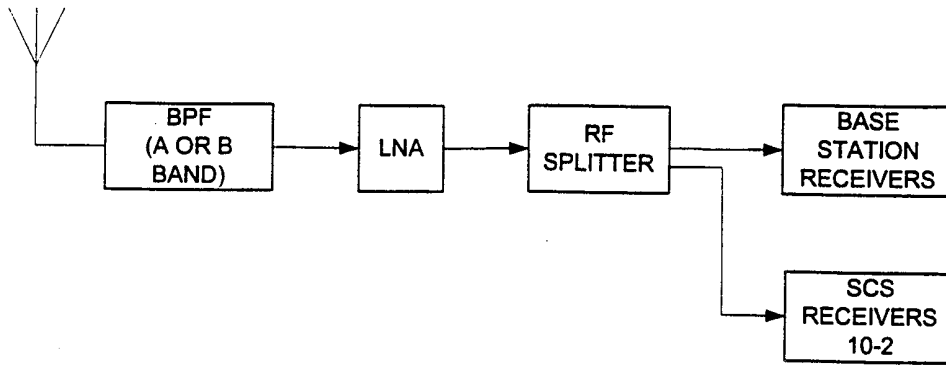 BPF
(A OR B
BAND)
LNA
RF
SPLITTER
BASE
STATION
RECEIVERS
SCS
RECEIVERS
10-2